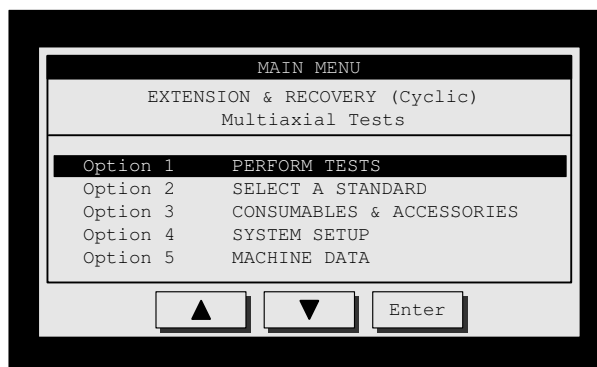 MAIN MENU
EXTENSION & RECOVERY (Cyclic)
Multiaxial Tests
Option 1 PERFORM TESTS
Option 2 SELECT A STANDARD
Option 3 CONSUMABLES & ACCESSORIES
Option 4 SYSTEM SETUP
Option 5 MACHINE DATA
▲ ▼ Enter